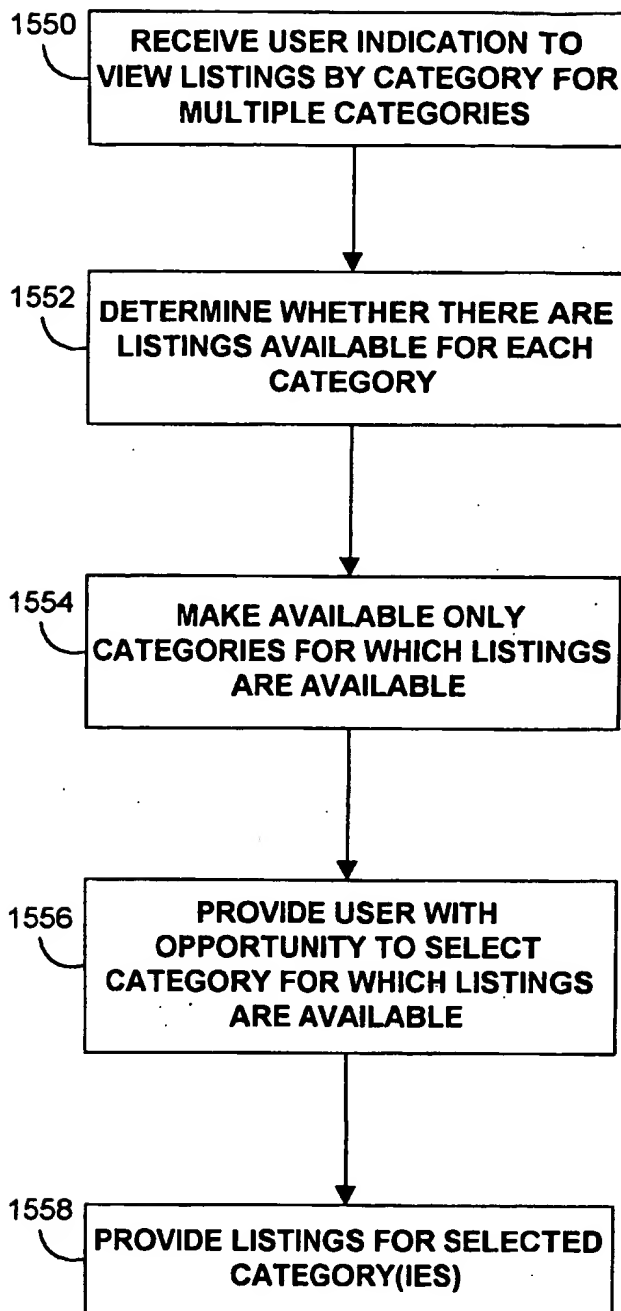 1550
RECEIVE USER INDICATION TO
VIEW LISTINGS BY CATEGORY FOR
MULTIPLE CATEGORIES
1552
DETERMINE WHETHER THERE ARE
LISTINGS AVAILABLE FOR EACH
CATEGORY
1554
MAKE AVAILABLE ONLY
CATEGORIES FOR WHICH LISTINGS
ARE AVAILABLE
1556
PROVIDE USER WITH
OPPORTUNITY TO SELECT
CATEGORY FOR WHICH LISTINGS
ARE AVAILABLE
1558
PROVIDE LISTINGS FOR SELECTED
CATEGORY(IES)